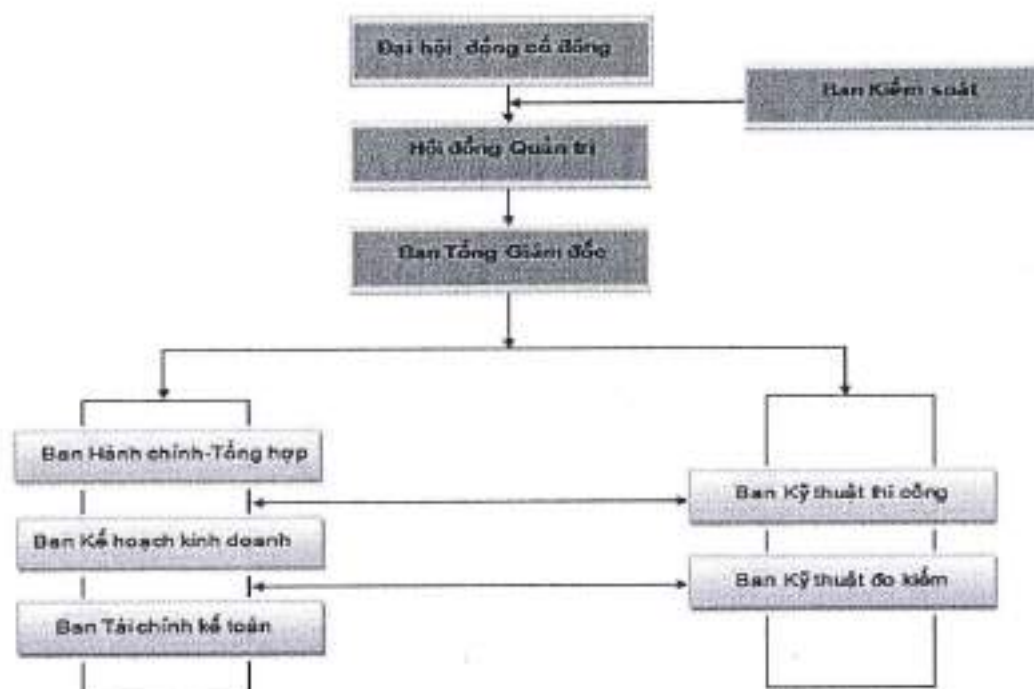 Đại hội đồng cổ đông
Ban Kiểm soát
Hội đồng Quản trị
Ban Tổng Giám đốc
Ban Hành chính-Tổng hợp
Ban Kỹ thuật thi công
Ban Kế hoạch kinh doanh
Ban Kỹ thuật đo kiểm
Ban Tài chính kế toán